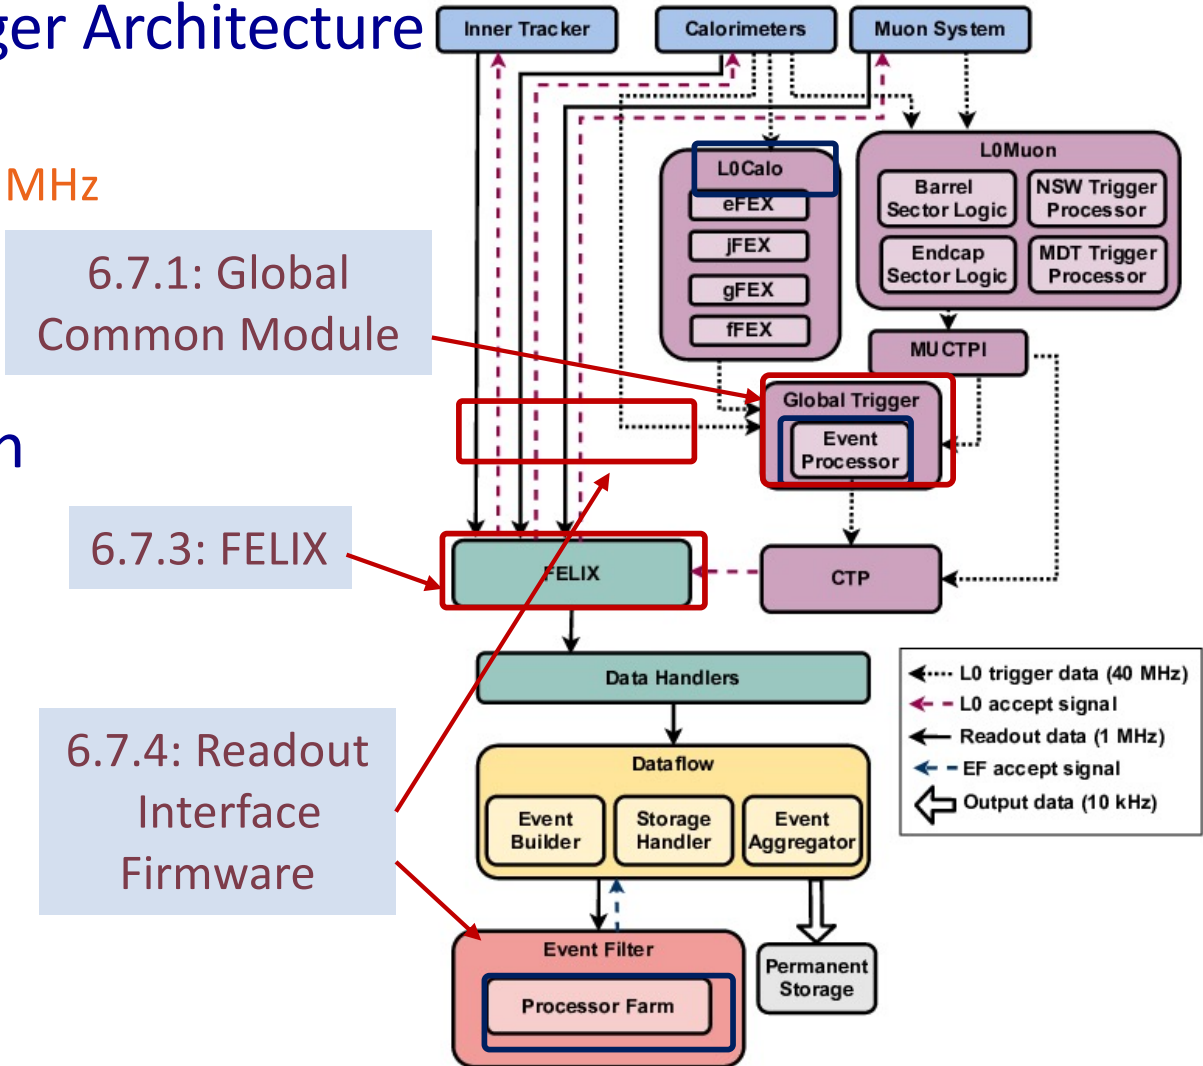 ger Architecture
Inner Tracker
Calorimeters
Muon System
MHz
L0Calo
eFEX
jFEX
gFEX
fFEX
L0Muon
Barrel
Sector Logic
NSW Trigger
Processor
Endcap
Sector Logic
MDT Trigger
Processor
6.7.1: Global
Common Module
MUCTPI
Global Trigger
Event
Processor
n
6.7.3: FELIX
FELIX
CTP
Data Handlers
L0 trigger data (40 MHz)
L0 accept signal
Readout data (1 MHz)
EF accept signal
Output data (10 kHz)
6.7.4: Readout
Interface
Firmware
Dataflow
Event
Builder
Storage
Handler
Event
Aggregator
Event Filter
Processor Farm
Permanent
Storage